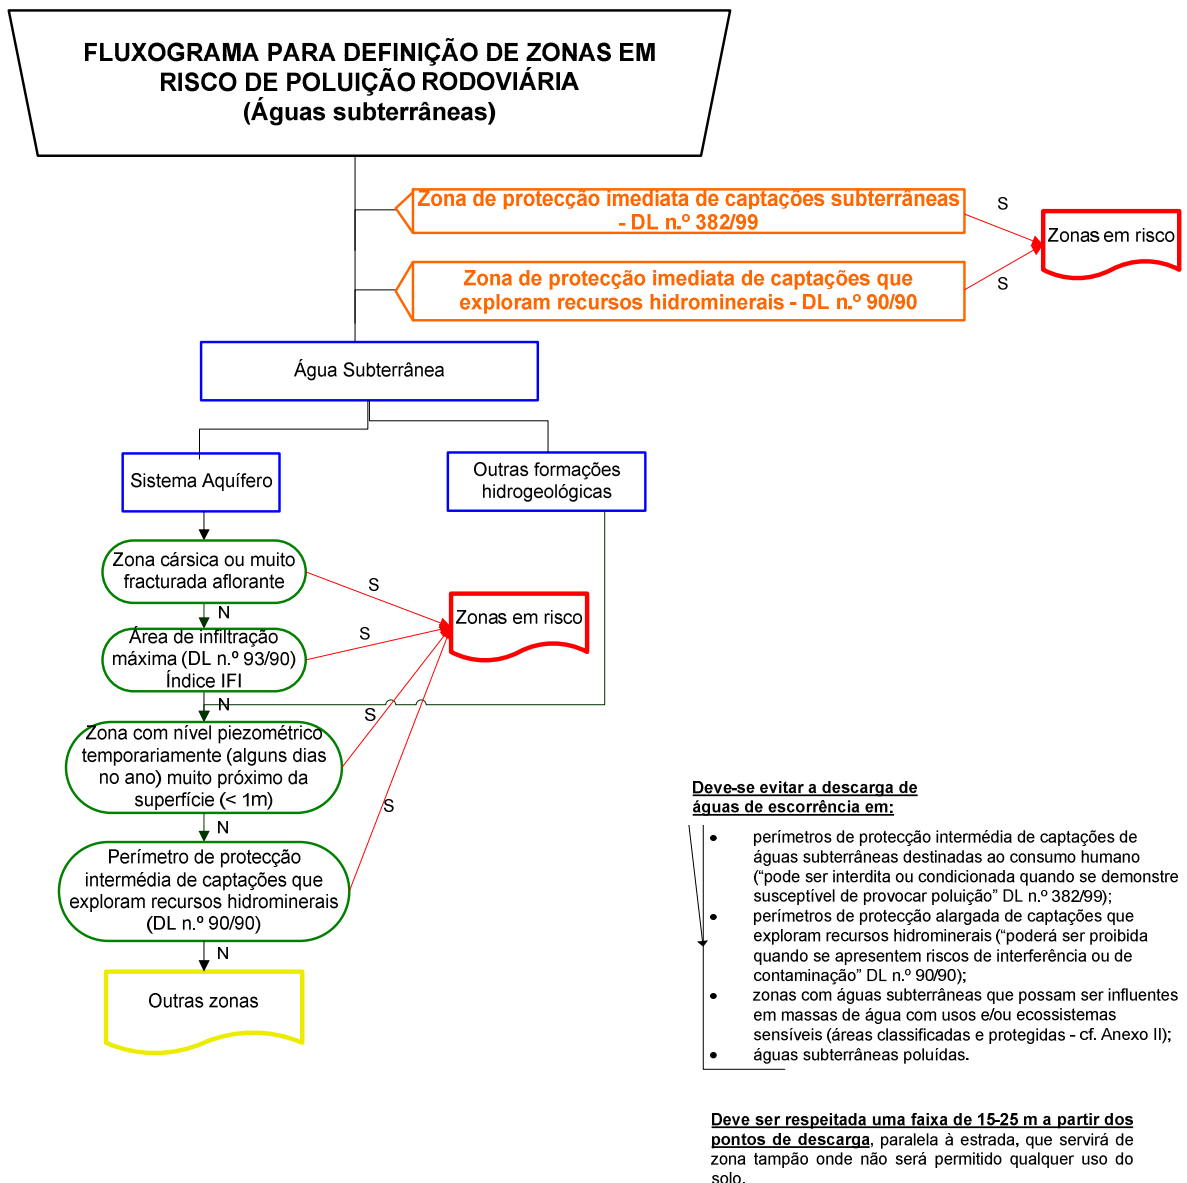 FLUXOGRAMA PARA DEFINIÇÃO DE ZONAS EM
RISCO DE POLUIÇÃO RODOVIÁRIA
(Águas subterrâneas)
Zona de protecção imediata de captações subterrâneas
- DL n.º 382/99
S
Zonas em risco
Zona de protecção imediata de captações que
exploram recursos hidrominerais - DL n.º 90/90
S
Água Subterrânea
Sistema Aquífero
Outras formações
hidrogeológicas
Zona cársica ou muito
fracturada aflorante
S
N
Zonas em risco
Área de infiltração
máxima (DL n.º 93/90)
Índice IFI
S
N
Zona com nível piezométrico
temporariamente (alguns dias
no ano) muito próximo da
superfície (< 1m)
S
N
Perímetro de protecção
intermédia de captações que
exploram recursos hidrominerais
(DL n.º 90/90)
S
N
Outras zonas
Deve-se evitar a descarga de
águas de escorrência em:
• perímetros de protecção intermédia de captações de
águas subterrâneas destinadas ao consumo humano
(“pode ser interdita ou condicionada quando se demonstre
susceptível de provocar poluição” DL n.º 382/99);
• perímetros de protecção alargada de captações que
exploram recursos hidrominerais (“poderá ser proibida
quando se apresentem riscos de interferência ou de
contaminação” DL n.º 90/90);
• zonas com águas subterrâneas que possam ser influentes
em massas de água com usos e/ou ecossistemas
sensíveis (áreas classificadas e protegidas - cf. Anexo II);
• águas subterrâneas poluídas.
Deve ser respeitada uma faixa de 15-25 m a partir dos
pontos de descarga, paralela à estrada, que servirá de
zona tampão onde não será permitido qualquer uso do
solo.